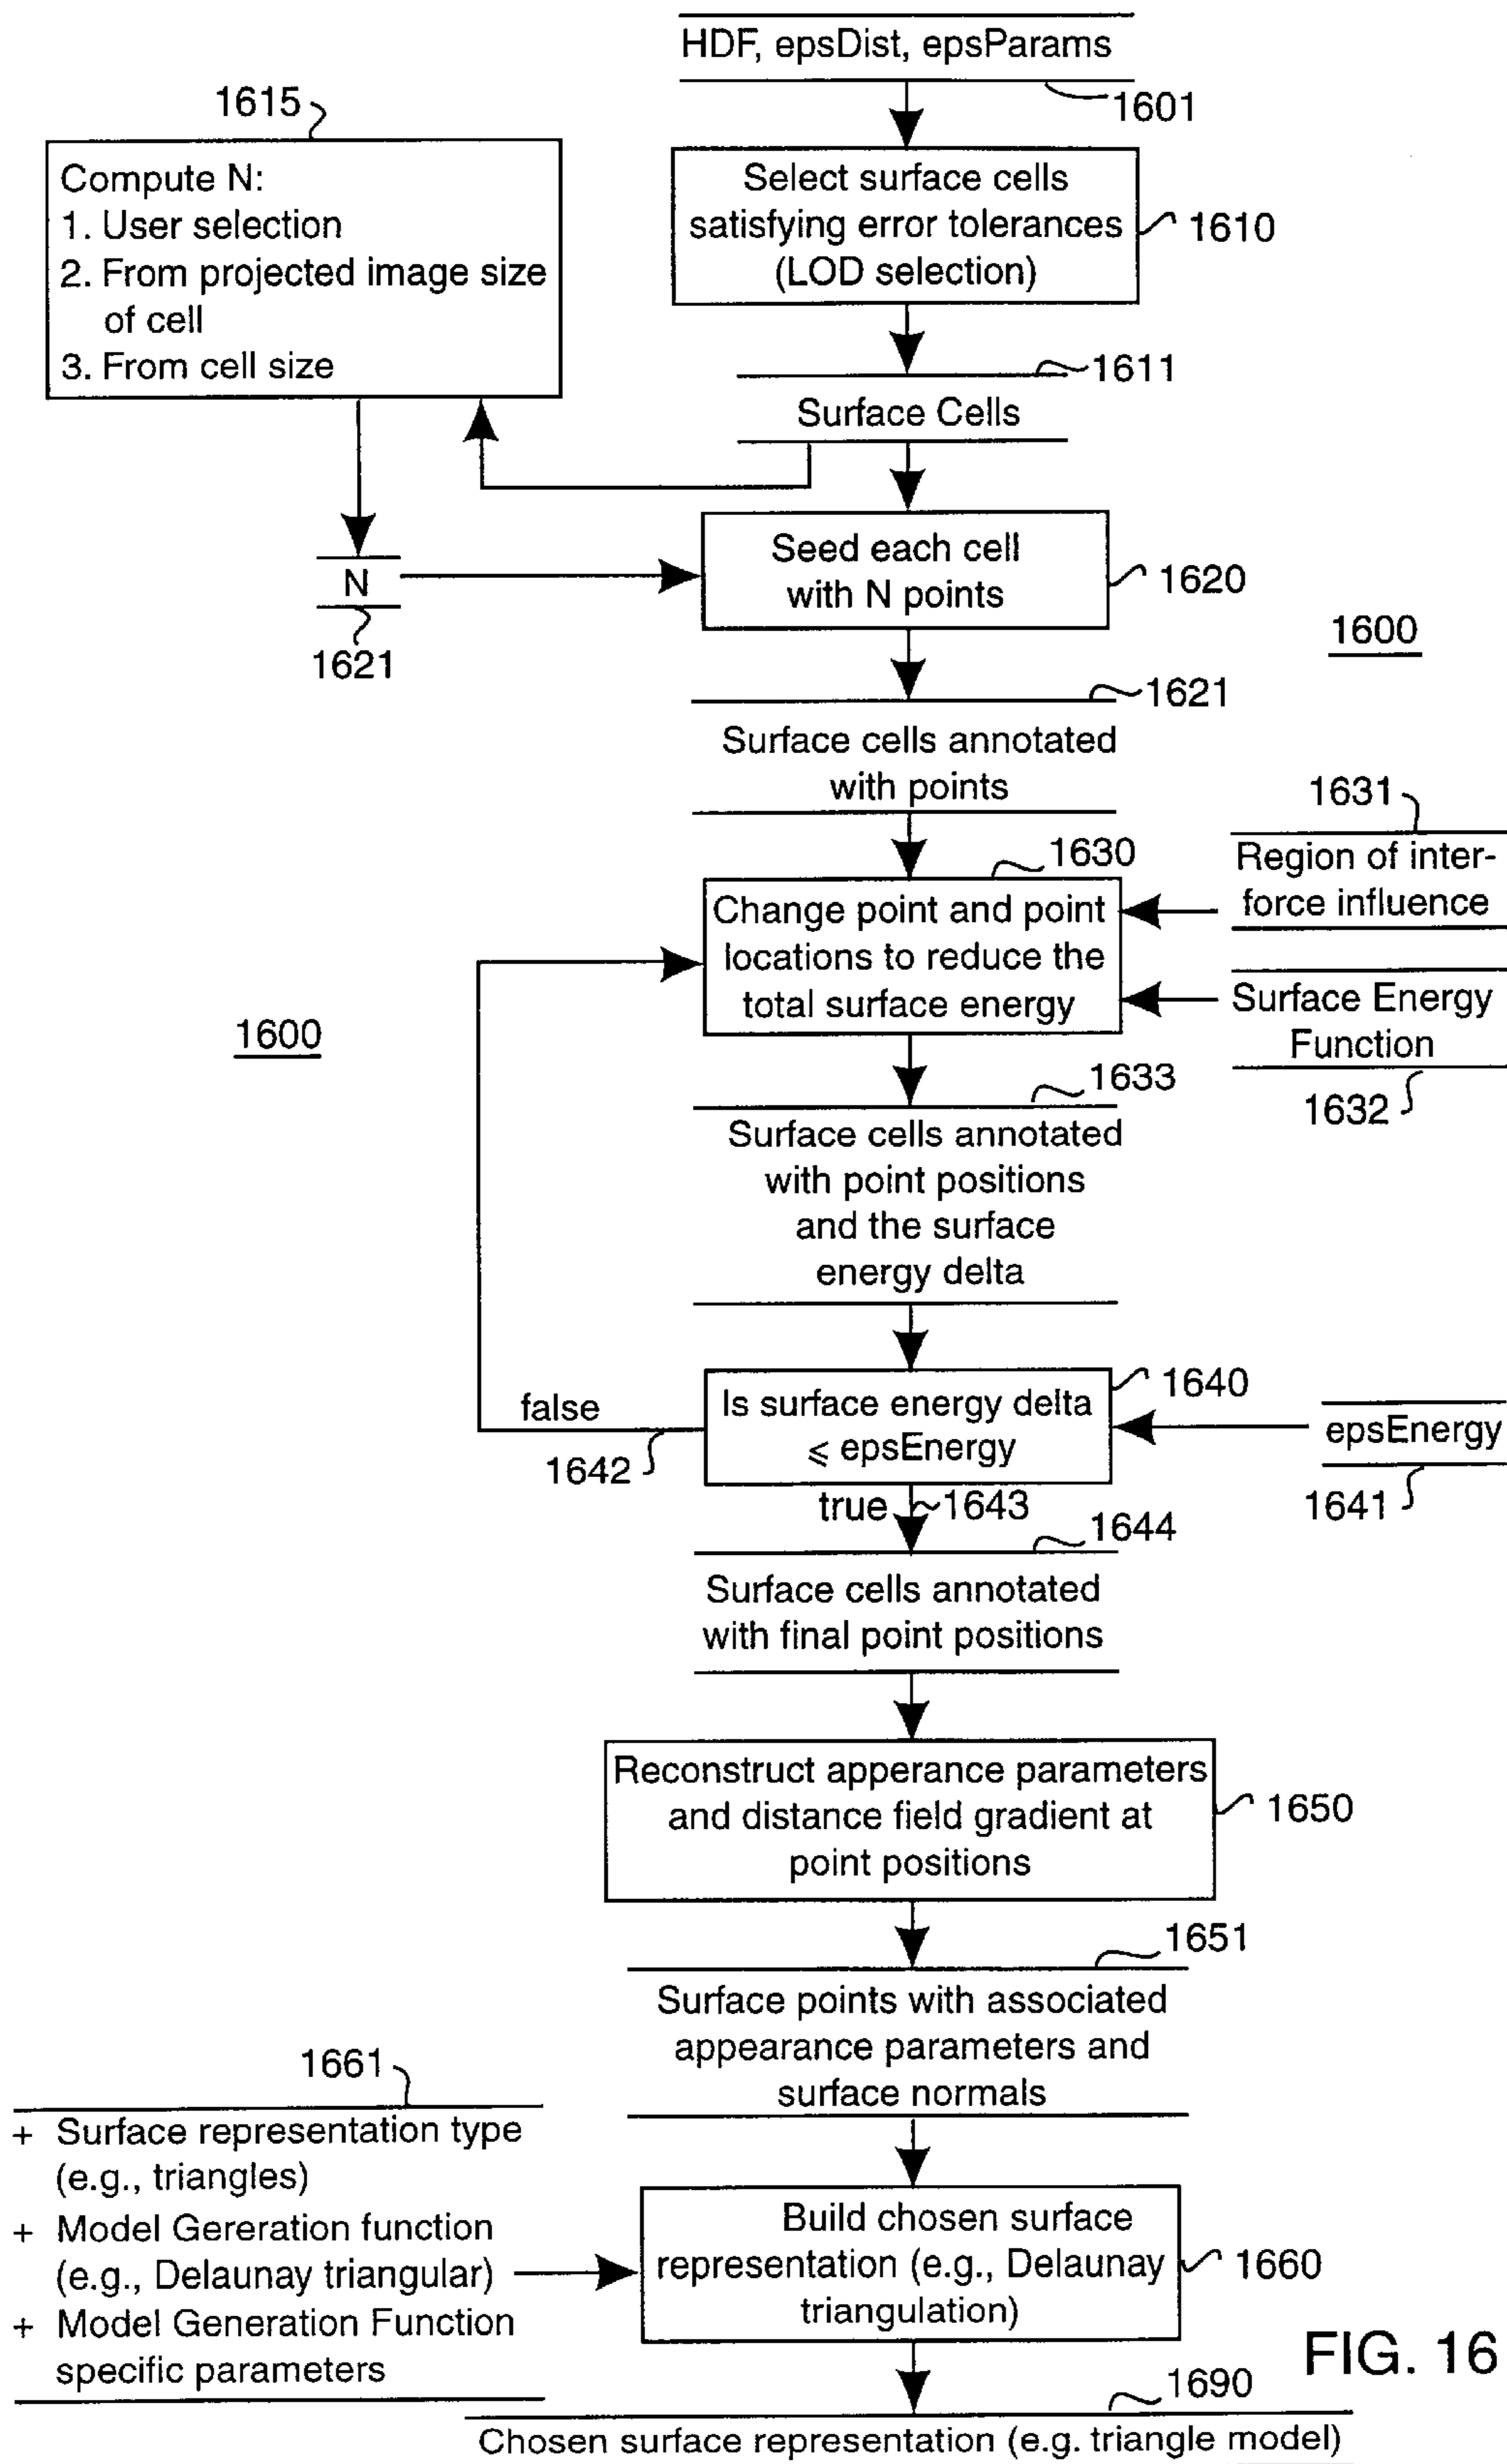 HDF, epsDist, epsParams
1601
1615
Compute N:
1. User selection
2. From projected image size
of cell
3. From cell size
Select surface cells
satisfying error tolerances
(LOD selection)
1610
1611
Surface Cells
Seed each cell
with N points
1620
N
1621
1600
1621
Surface cells annotated
with points
1631
Region of inter-
force influence
1630
Change point and point
locations to reduce the
total surface energy
Surface Energy
Function
1632
1600
1633
Surface cells annotated
with point positions
and the surface
energy delta
1640
Is surface energy delta
⩽ epsEnergy
false
1642
epsEnergy
1641
true
1643
1644
Surface cells annotated
with final point positions
Reconstruct apperance parameters
and distance field gradient at
point positions
1650
1651
Surface points with associated
appearance parameters and
surface normals
1661
+ Surface representation type
(e.g., triangles)
+ Model Gereration function
(e.g., Delaunay triangular)
+ Model Generation Function
specific parameters
Build chosen surface
representation (e.g., Delaunay
triangulation)
1660
FIG. 16
1690
Chosen surface representation (e.g. triangle model)